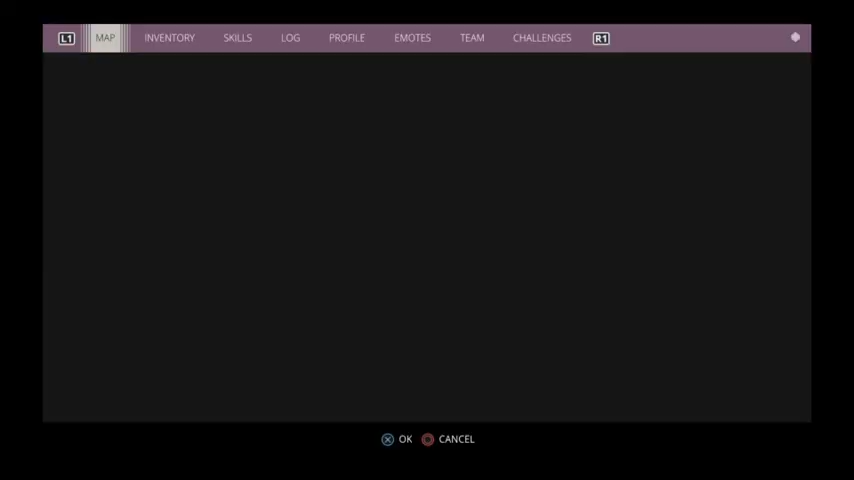 L1 MAP INVENTORY SKILLS LOG PROFILE EMOTES TEAM CHALLENGES R1
OK CANCEL